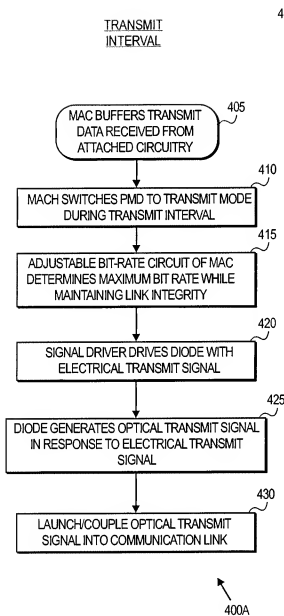 4
TRANSMIT
INTERVAL
405
MAC BUFFERS TRANSMIT
DATA RECEIVED FROM
ATTACHED CIRCUITRY
410
MACH SWITCHES PMD TO TRANSMIT MODE
DURING TRANSMIT INTERVAL
415
ADJUSTABLE BIT-RATE CIRCUIT OF MAC
DETERMINES MAXIMUM BIT RATE WHILE
MAINTAINING LINK INTEGRITY
420
SIGNAL DRIVER DRIVES DIODE WITH
ELECTRICAL TRANSMIT SIGNAL
425
DIODE GENERATES OPTICAL TRANSMIT SIGNAL
IN RESPONSE TO ELECTRICAL TRANSMIT
SIGNAL
430
LAUNCH/COUPLE OPTICAL TRANSMIT
SIGNAL INTO COMMUNICATION LINK
400A